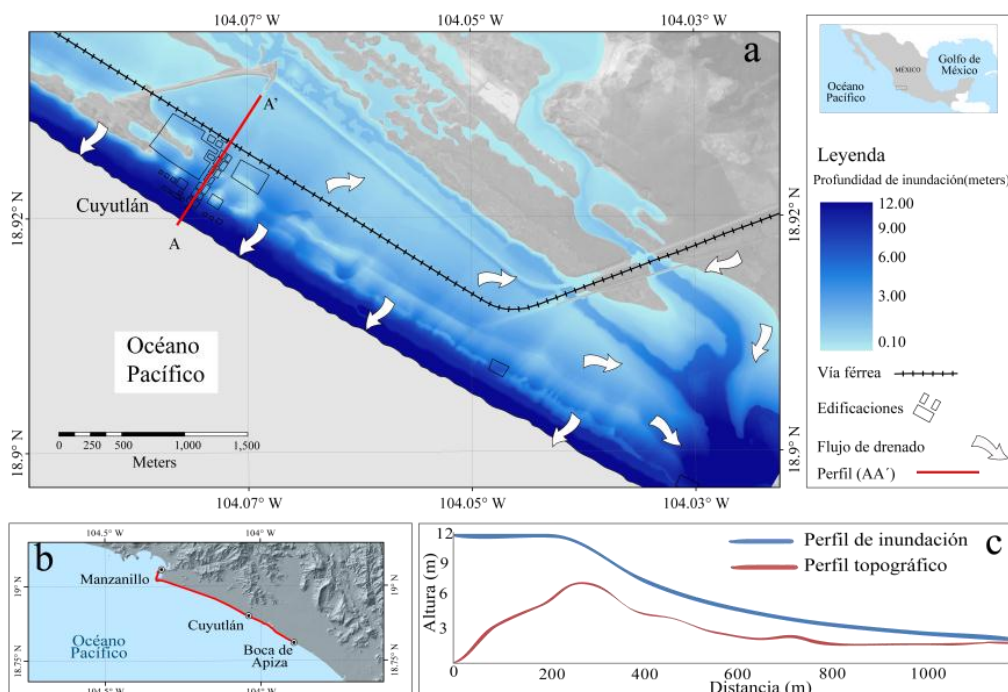 104.07° W
104.05° W
104.03° W
a
A'
Cuyutlán
A
18.92° N
18.92° N
Océano
Pacífico
0 250 500 1,000 1,500
Meters
18.9° N
18.9° N
104.07° W
104.05° W
104.03° W
MÉXICO
Golfo de
México
Océano
Pacífico
Leyenda
Profundidad de inundación(meters)
12.00
9.00
3.00
0.10
Vía férrea
Edificaciones
Flujo de drenado
Perfil (AA´)
b
104.5° W
104° W
Manzanillo
19° N
19° N
Cuyutlán
Océano
Pacífico
Boca de
Apiza
18.75° N
18.75° N
104.5° W
104° W
c
12
9
6
3
Altura (m)
Perfil de inundación
Perfil topográfico
0 200 400 600 800 1000
Distancia (m)